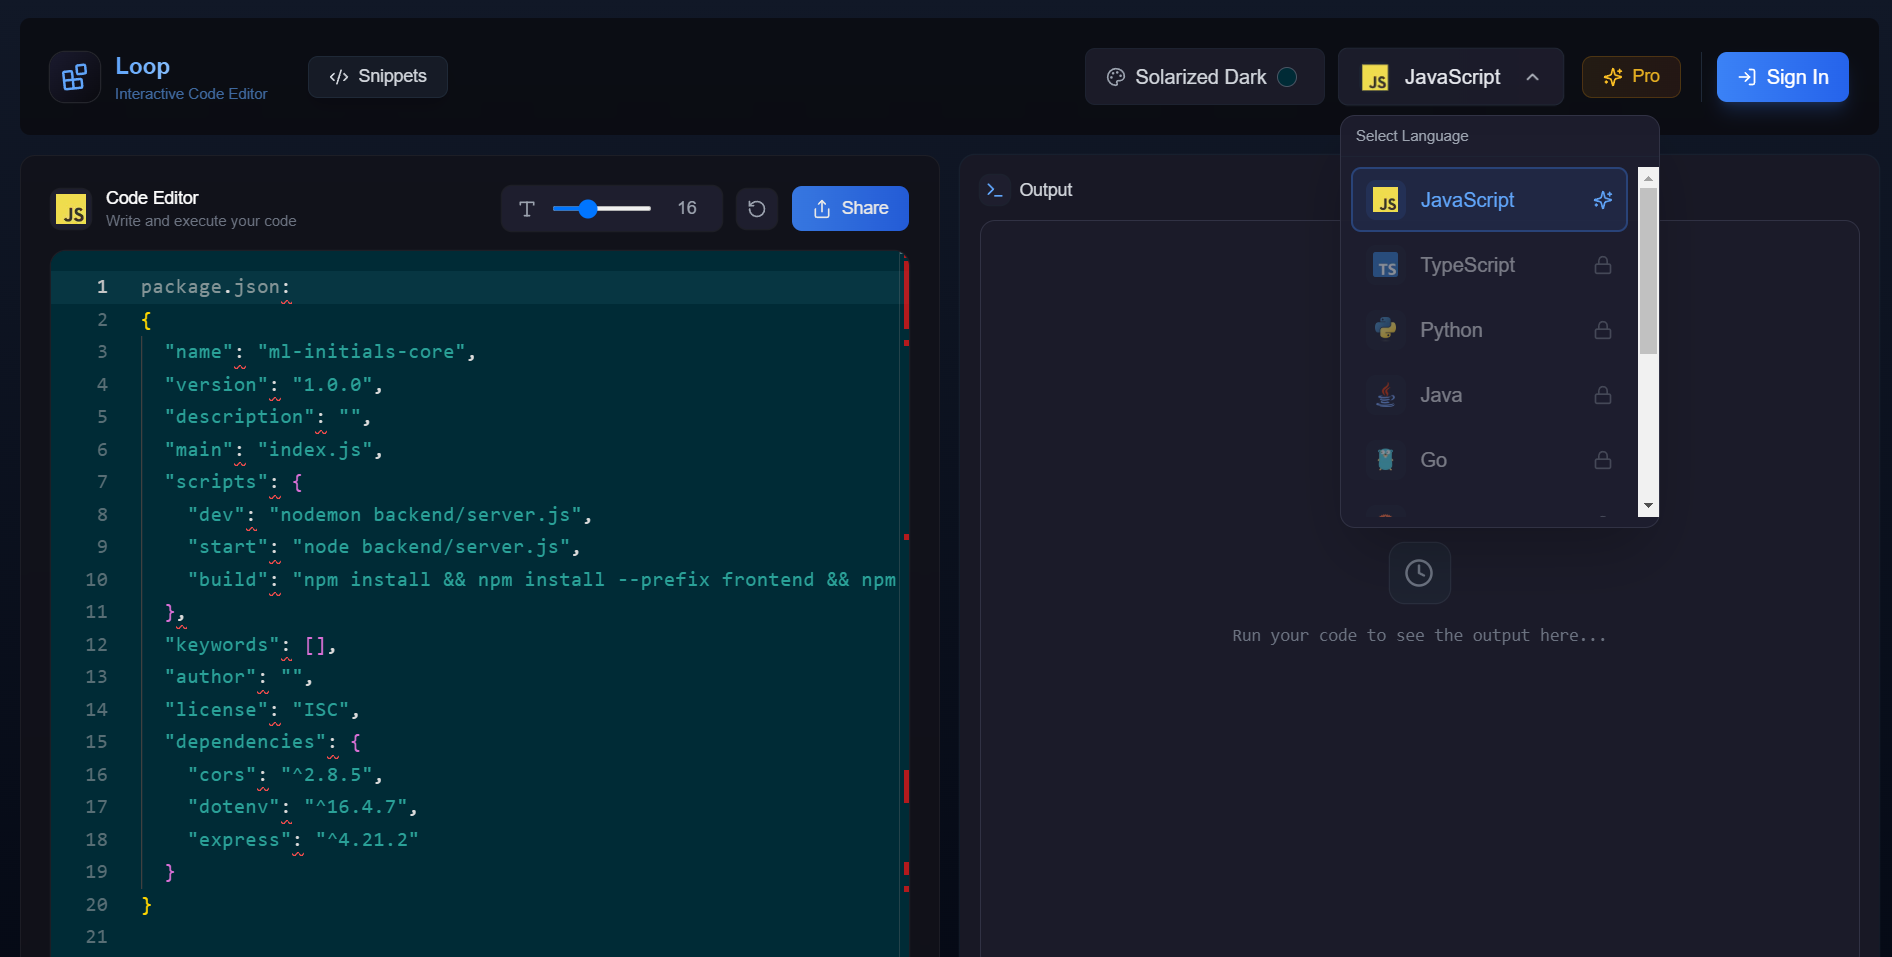 Loop
Interactive Code Editor
</> Snippets
Solarized Dark
JS JavaScript
Pro
Sign In
Select Language
JS JavaScript
TS TypeScript
Python
Java
Go
JS Code Editor
Write and execute your code
16
Share
Output
1 package.json:
2 {
3 "name": "ml-initials-core",
4 "version": "1.0.0",
5 "description": "",
6 "main": "index.js",
7 "scripts": {
8 "dev": "nodemon backend/server.js",
9 "start": "node backend/server.js",
10 "build": "npm install && npm install --prefix frontend && npm
11 },
12 "keywords": [],
13 "author": "",
14 "license": "ISC",
15 "dependencies": {
16 "cors": "^2.8.5",
17 "dotenv": "^16.4.7",
18 "express": "^4.21.2"
19 }
20 }
21
Run your code to see the output here...